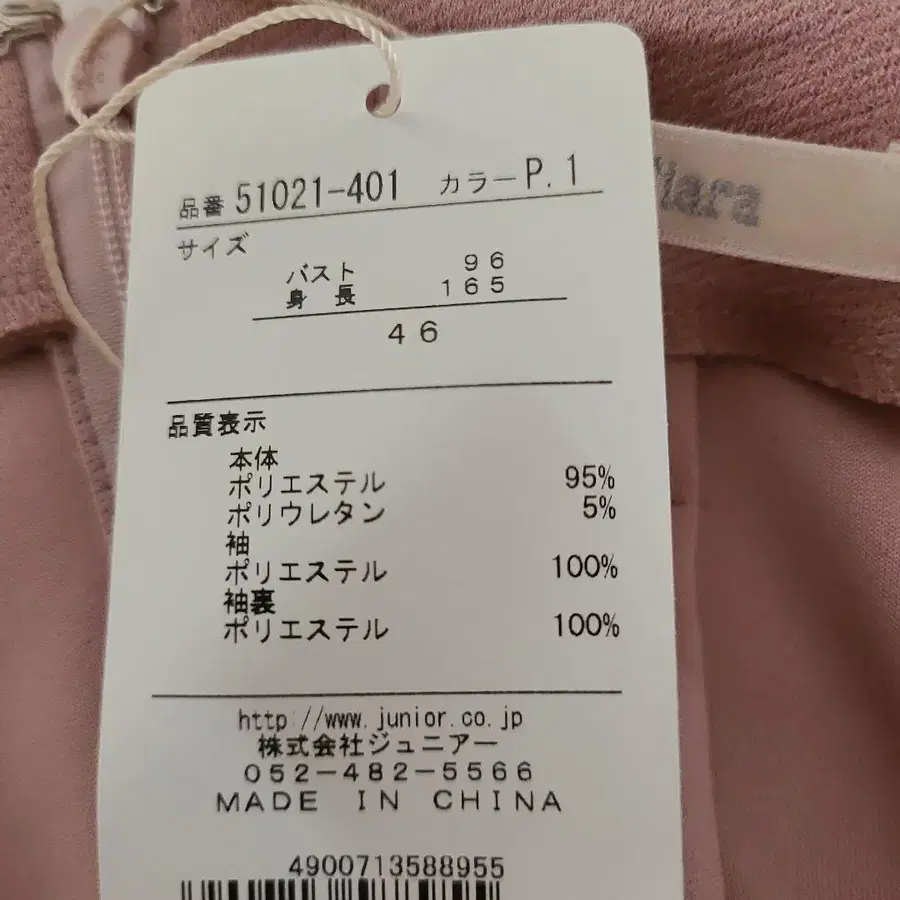 品番 51021-401 カラー P.1
サイズ
バスト 96
身長 165
46
品質表示
本体
ポリエステル 95%
ポリウレタン 5%
袖
ポリエステル 100%
袖裏
ポリエステル 100%
http://www.junior.co.jp
株式会社ジュニアー
052-482-5566
MADE IN CHINA
4900713588955